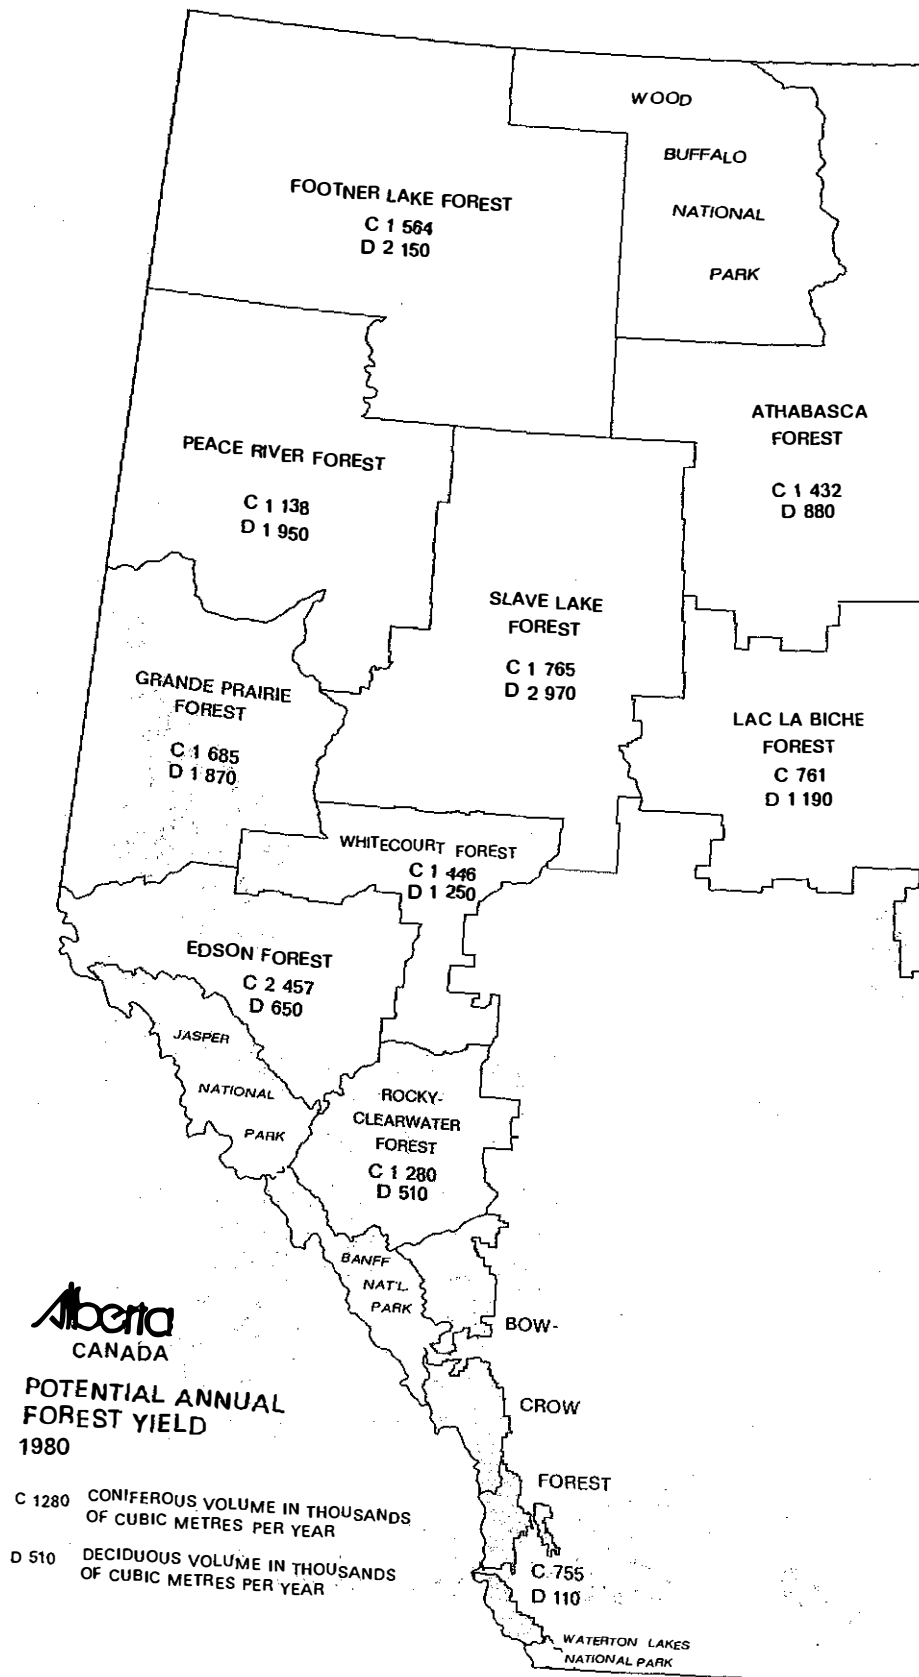 WOOD
BUFFALO
NATIONAL
PARK
FOOTNER LAKE FOREST
C 1 564
D 2 150
ATHABASCA
FOREST
C 1 432
D 880
PEACE RIVER FOREST
C 1 138
D 1 950
SLAVE LAKE
FOREST
C 1 765
D 2 970
GRANDE PRAIRIE
FOREST
C 1 685
D 1 870
LAC LA BICHE
FOREST
C 761
D 1 190
WHITECOURT FOREST
C 1 446
D 1 250
EDSON FOREST
C 2 457
D 650
JASPER
NATIONAL
PARK
ROCKY-
CLEARWATER
FOREST
C 1 280
D 510
BANFF
NAT'L.
PARK
BOW-
CROW
FOREST
C 755
D 110
WATERTON LAKES
NATIONAL PARK
Alberta
CANADA
POTENTIAL ANNUAL
FOREST YIELD
1980
C 1280 CONIFEROUS VOLUME IN THOUSANDS
OF CUBIC METRES PER YEAR
D 510 DECIDUOUS VOLUME IN THOUSANDS
OF CUBIC METRES PER YEAR